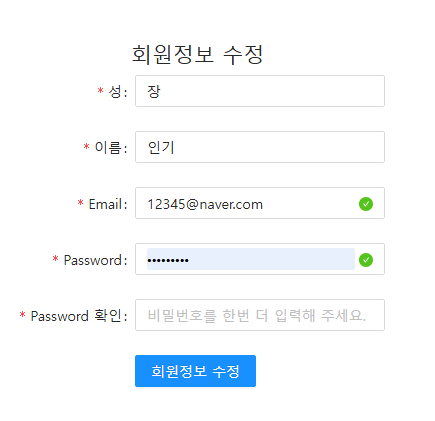 회원정보 수정
* 성 : 장
* 이름 : 인기
* Email : 12345@naver.com
* Password : •••••••••
* Password 확인 : 비밀번호를 한번 더 입력해 주세요.
회원정보 수정